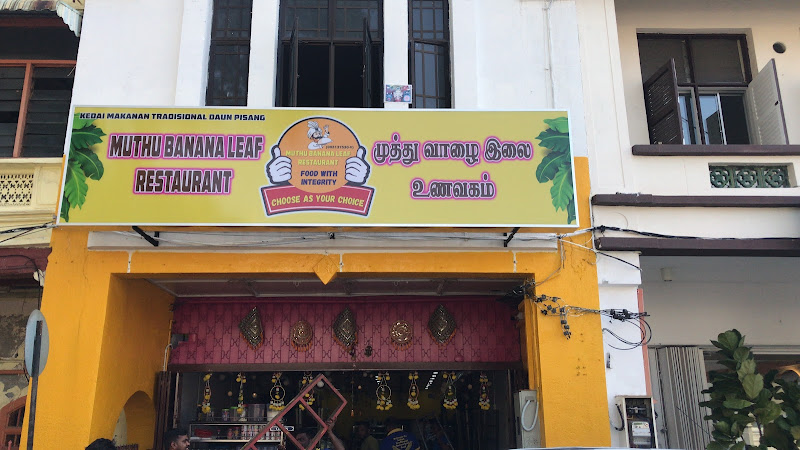 KEDAI MAKANAN TRADISIONAL DAUN PISANG
MUTHU BANANA LEAF
RESTAURANT
MUTHU BANANA LEAF
RESTAURANT
FOOD WITH
INTEGRITY
CHOOSE AS YOUR CHOICE
முத்து வாழை இலை
உணவகம்